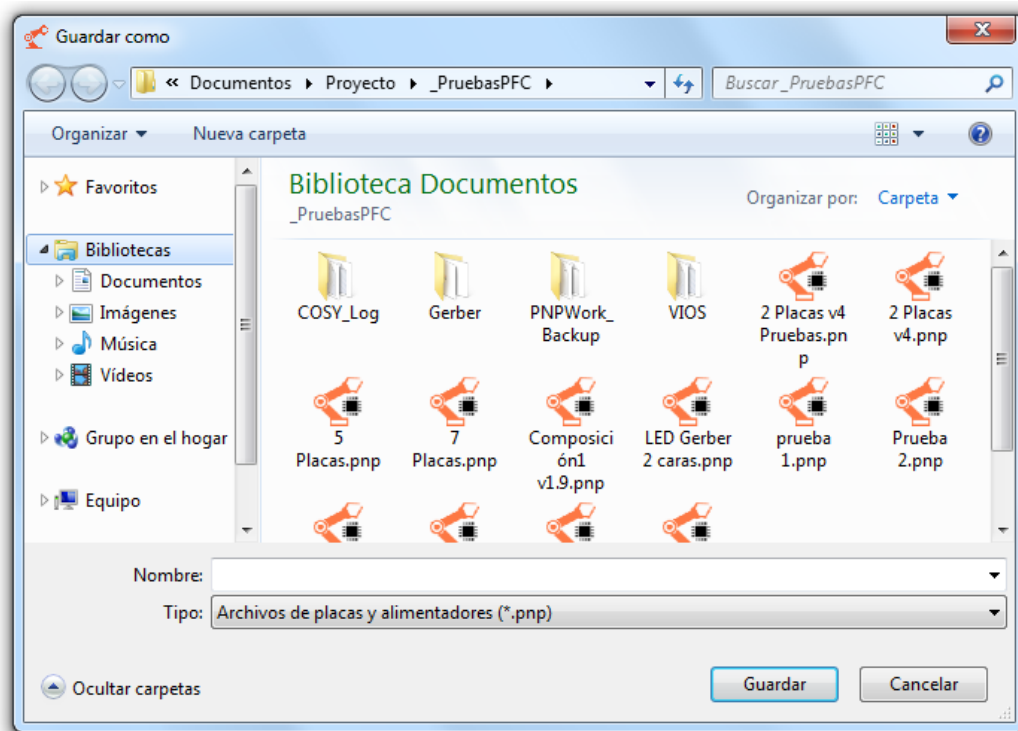 Guardar como
« Documentos ▸ Proyecto ▸ _PruebasPFC ▸
Buscar_PruebasPFC
Organizar
Nueva carpeta
Favoritos
Bibliotecas
Documentos
Imágenes
Música
Vídeos
Grupo en el hogar
Equipo
Biblioteca Documentos
_PruebasPFC
Organizar por: Carpeta
COSY_Log
Gerber
PNPWork_
Backup
VIOS
2 Placas v4
Pruebas.pn
p
2 Placas
v4.pnp
5
Placas.pnp
7
Placas.pnp
Composici
ón1
v1.9.pnp
LED Gerber
2 caras.pnp
prueba
1.pnp
Prueba
2.pnp
Nombre:
Tipo: Archivos de placas y alimentadores (*.pnp)
Ocultar carpetas
Guardar
Cancelar